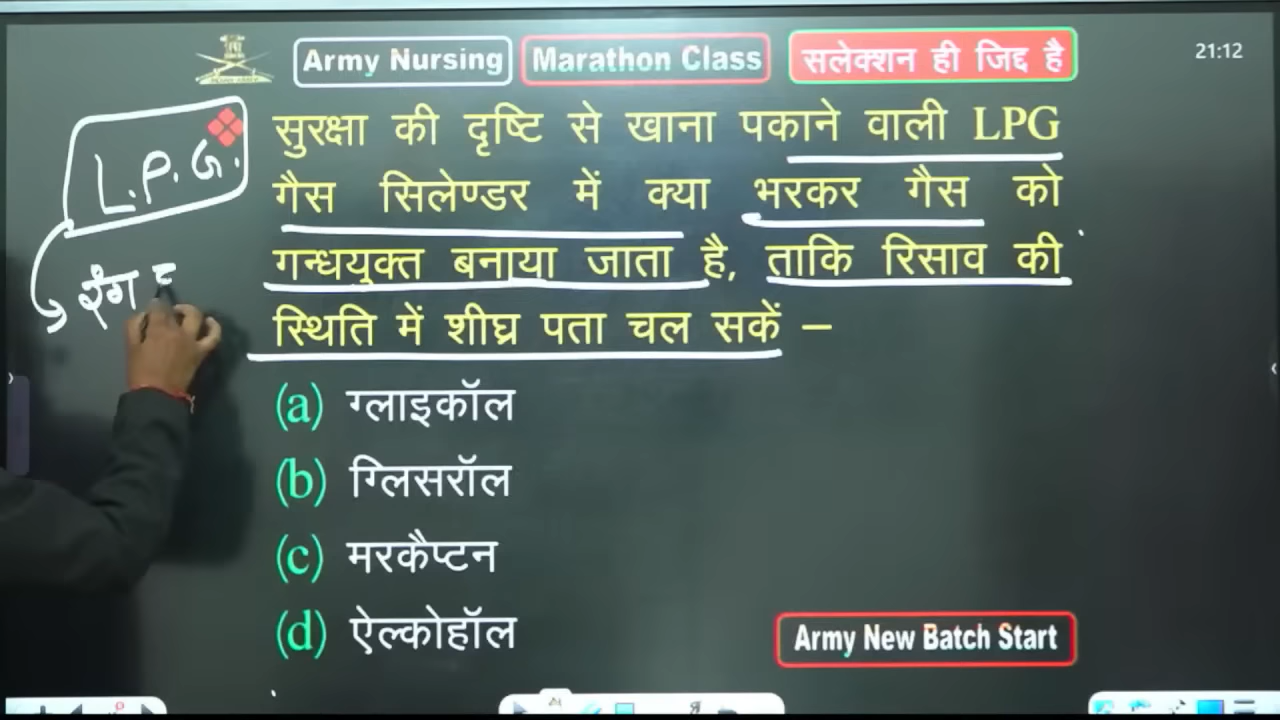 Army Nursing Marathon Class सलेक्शन ही जिद्द है
21:12
L.P.G.
रंग
सुरक्षा की दृष्टि से खाना पकाने वाली LPG
गैस सिलेण्डर में क्या भरकर गैस को
गन्धयुक्त बनाया जाता है, ताकि रिसाव की
स्थिति में शीघ्र पता चल सकें –
(a) ग्लाइकॉल
(b) ग्लिसरॉल
(c) मरकैप्टन
(d) ऐल्कोहॉल
Army New Batch Start